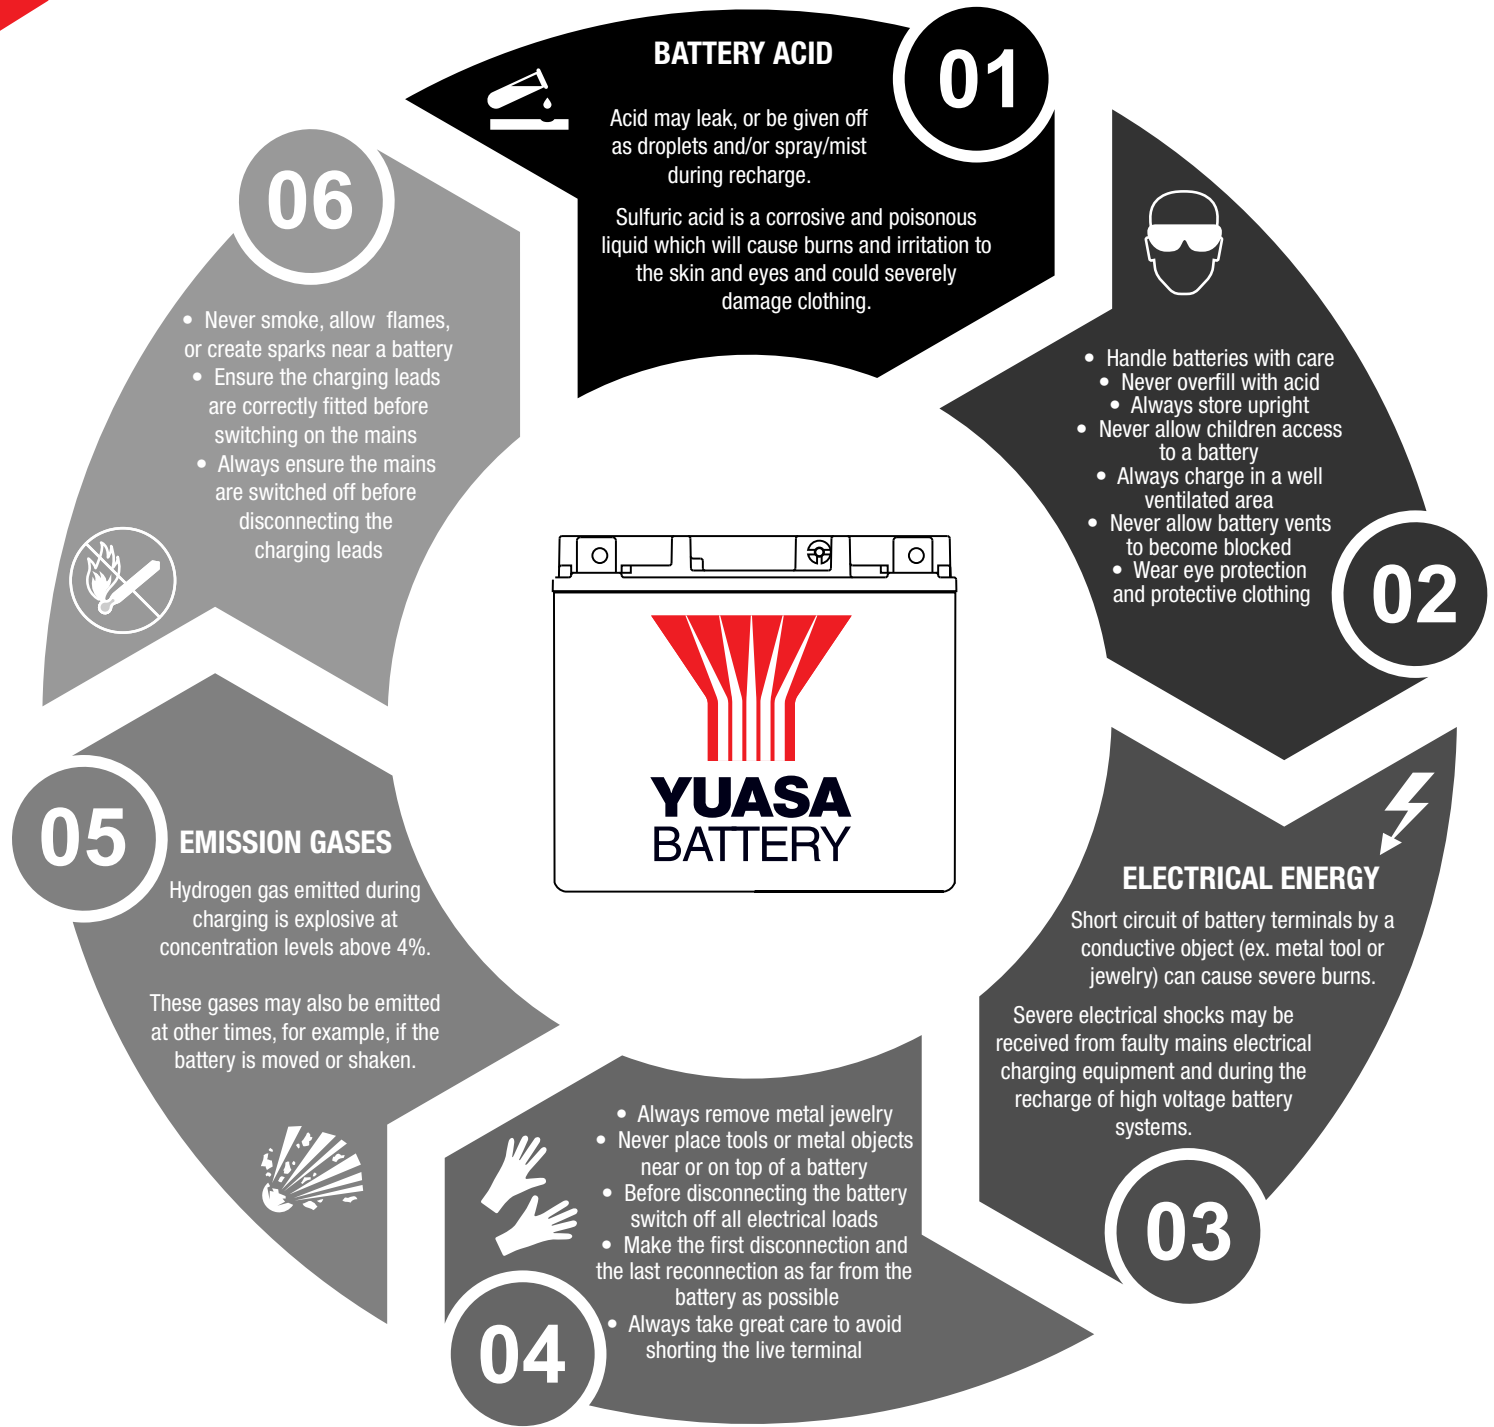 01
BATTERY ACID
Acid may leak, or be given off
as droplets and/or spray/mist
during recharge.
Sulfuric acid is a corrosive and poisonous
liquid which will cause burns and irritation to
the skin and eyes and could severely
damage clothing.
02
• Handle batteries with care
• Never overfill with acid
• Always store upright
• Never allow children access
to a battery
• Always charge in a well
ventilated area
• Never allow battery vents
to become blocked
• Wear eye protection
and protective clothing
03
ELECTRICAL ENERGY
Short circuit of battery terminals by a
conductive object (ex. metal tool or
jewelry) can cause severe burns.
Severe electrical shocks may be
received from faulty mains electrical
charging equipment and during the
recharge of high voltage battery
systems.
04
• Always remove metal jewelry
• Never place tools or metal objects
near or on top of a battery
• Before disconnecting the battery
switch off all electrical loads
• Make the first disconnection and
the last reconnection as far from the
battery as possible
• Always take great care to avoid
shorting the live terminal
05
EMISSION GASES
Hydrogen gas emitted during
charging is explosive at
concentration levels above 4%.
These gases may also be emitted
at other times, for example, if the
battery is moved or shaken.
06
• Never smoke, allow flames,
or create sparks near a battery
• Ensure the charging leads
are correctly fitted before
switching on the mains
• Always ensure the mains
are switched off before
disconnecting the
charging leads
YUASA
BATTERY